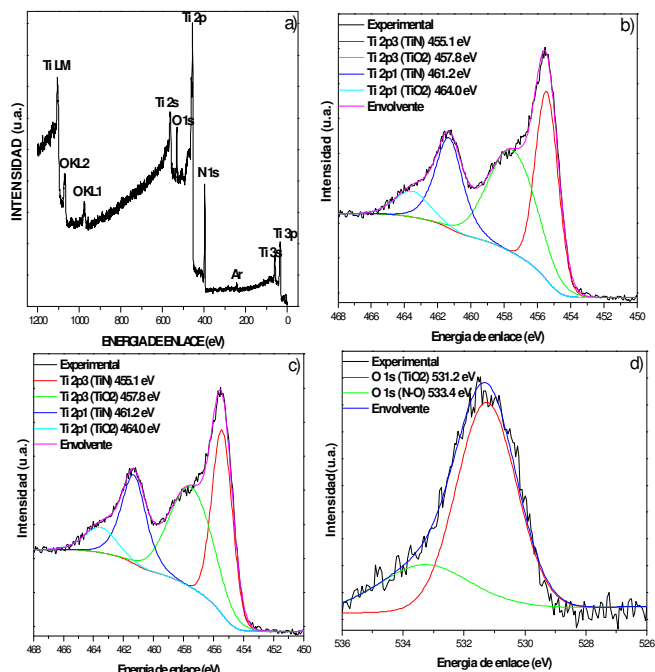 a)
Ti 2p
Ti LM
Ti 2s
O1s
OKL2
OKL1
N1s
Ti 3p
Ti 3s
Ar
INTENSIDAD (u.a.)
1200 1000 800 600 400 200 0
ENERGIA DE ENLACE (eV)
b)
Experimental
Ti 2p3 (TiN) 455.1 eV
Ti 2p3 (TiO2) 457.8 eV
Ti 2p1 (TiN) 461.2 eV
Ti 2p1 (TiO2) 464.0 eV
Envolvente
Intensidad (u.a.)
468 466 464 462 460 458 456 454 452 450
Energia de enlace (eV)
c)
Experimental
Ti 2p3 (TiN) 455.1 eV
Ti 2p3 (TiO2) 457.8 eV
Ti 2p1 (TiN) 461.2 eV
Ti 2p1 (TiO2) 464.0 eV
Envolvente
Intensidad (u.a.)
468 466 464 462 460 458 456 454 452 450
Energia de enlace (eV)
d)
Experimental
O 1s (TiO2) 531.2 eV
O 1s (N-O) 533.4 eV
Envolvente
Intensidad(u.a.)
536 534 532 530 528 526
Energia de enlace (eV)